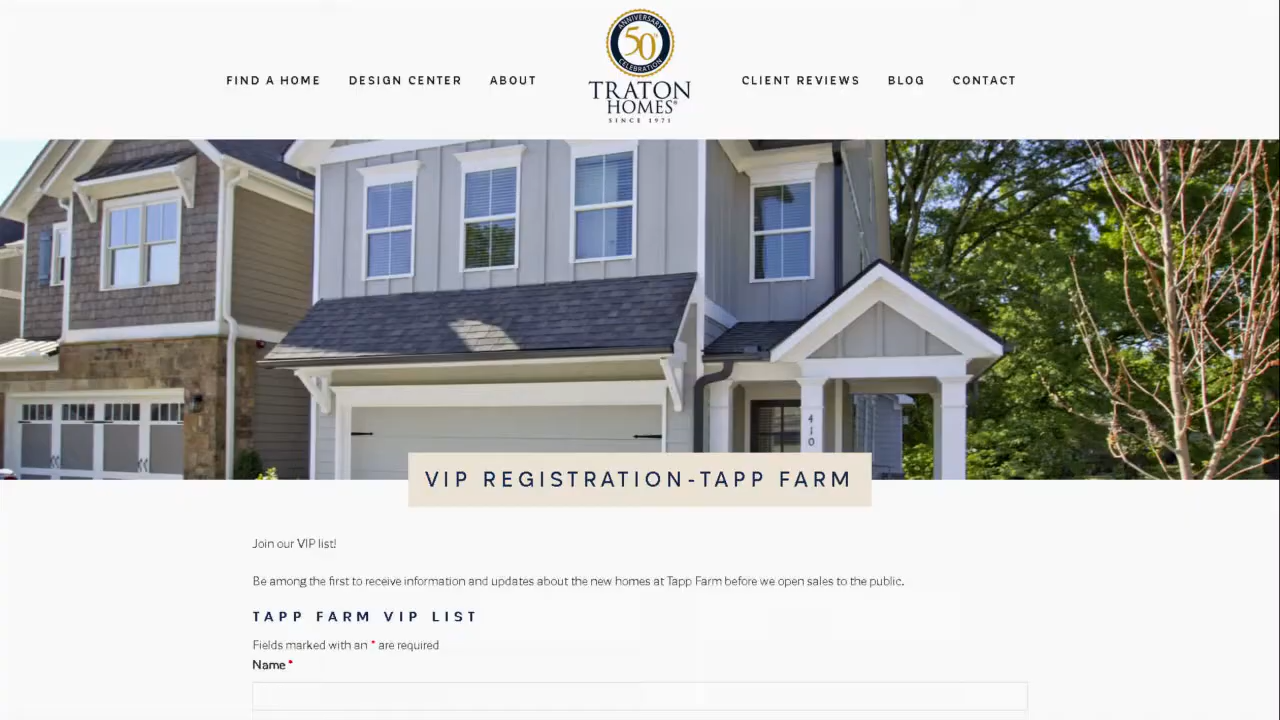 FIND A HOME
DESIGN CENTER
ABOUT
ANNIVERSARY
50
CELEBRATION
TRATON
HOMES®
SINCE 1971
CLIENT REVIEWS
BLOG
CONTACT
410
VIP REGISTRATION-TAPP FARM
Join our VIP list!
Be among the first to receive information and updates about the new homes at Tapp Farm before we open sales to the public.
TAPP FARM VIP LIST
Fields marked with an * are required
Name *